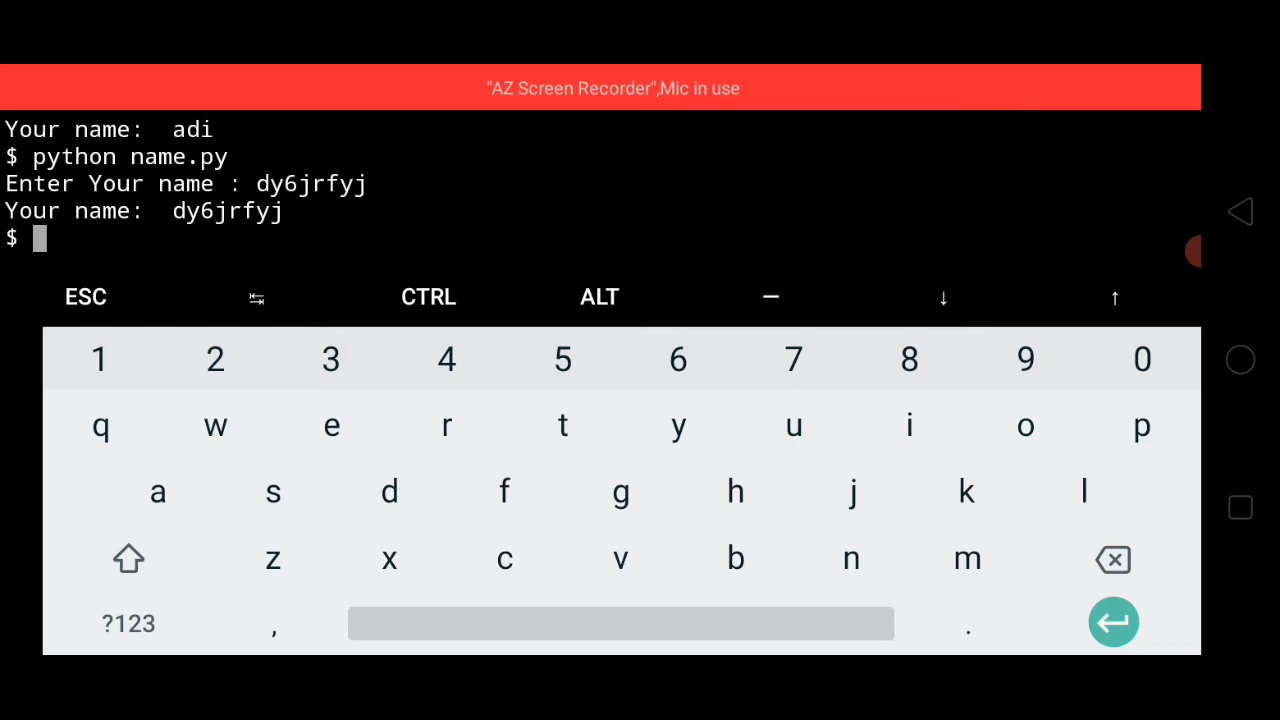 "AZ Screen Recorder",Mic in use
Your name:  adi
$ python name.py
Enter Your name : dy6jrfyj
Your name:  dy6jrfyj
$
ESC ↹ CTRL ALT — ↓ ↑
1 2 3 4 5 6 7 8 9 0
q w e r t y u i o p
a s d f g h j k l
z x c v b n m
?123 , .